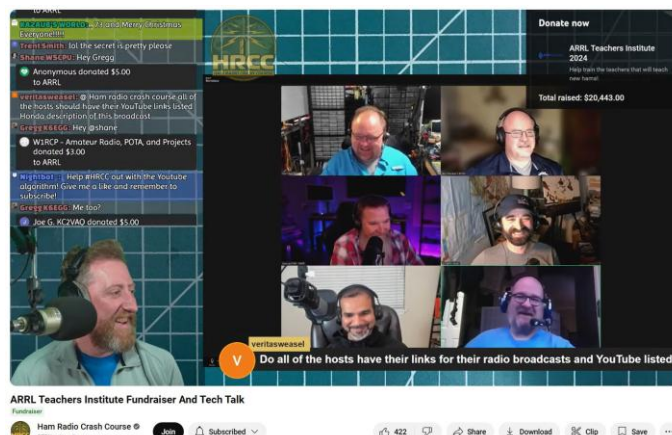 to ARRL
KAZAUR'S WORLD: 73 and Merry Christmas
Everyone!!!!!
Trent Smith: lol the secret is pretty please
Shane W5CPU: Hey Gregg
Anonymous donated $5.00
to ARRL
veritasweasel: @ Ham radio crash course all of
the hosts should have their YouTube links listed
Honda description of this broadcast
Gregg K6EGG: Hey @shane
W1RCP - Amateur Radio, POTA, and Projects
donated $3.00
to ARRL
Nightbot: Help #HRCC out with the Youtube
algorithm! Give me a like and remember to
subscribe!
Gregg K6EGG: Me too?
Joe G. KC2VAQ donated $5.00
HRCC
Donate now
ARRL Teachers Institute
2024
Help train the teachers that will teach
new hams!
Total raised: $20,443.00
veritasweasel
V
Do all of the hosts have their links for their radio broadcasts and YouTube listed
ARRL Teachers Institute Fundraiser And Tech Talk
Fundraiser
Ham Radio Crash Course
Join
Subscribed
422
Share
Download
Clip
Save